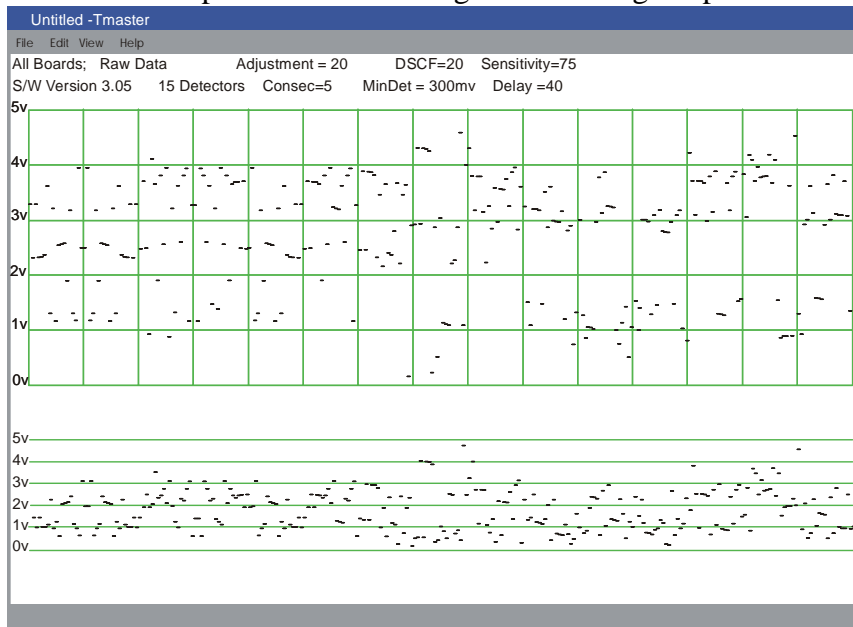 Untitled -Tmaster
File Edit View Help
All Boards; Raw Data Adjustment = 20 DSCF=20 Sensitivity=75
S/W Version 3.05 15 Detectors Consec=5 MinDet = 300mv Delay =40
5v
4v
3v
2v
1v
0v
5v
4v
3v
2v
1v
0v